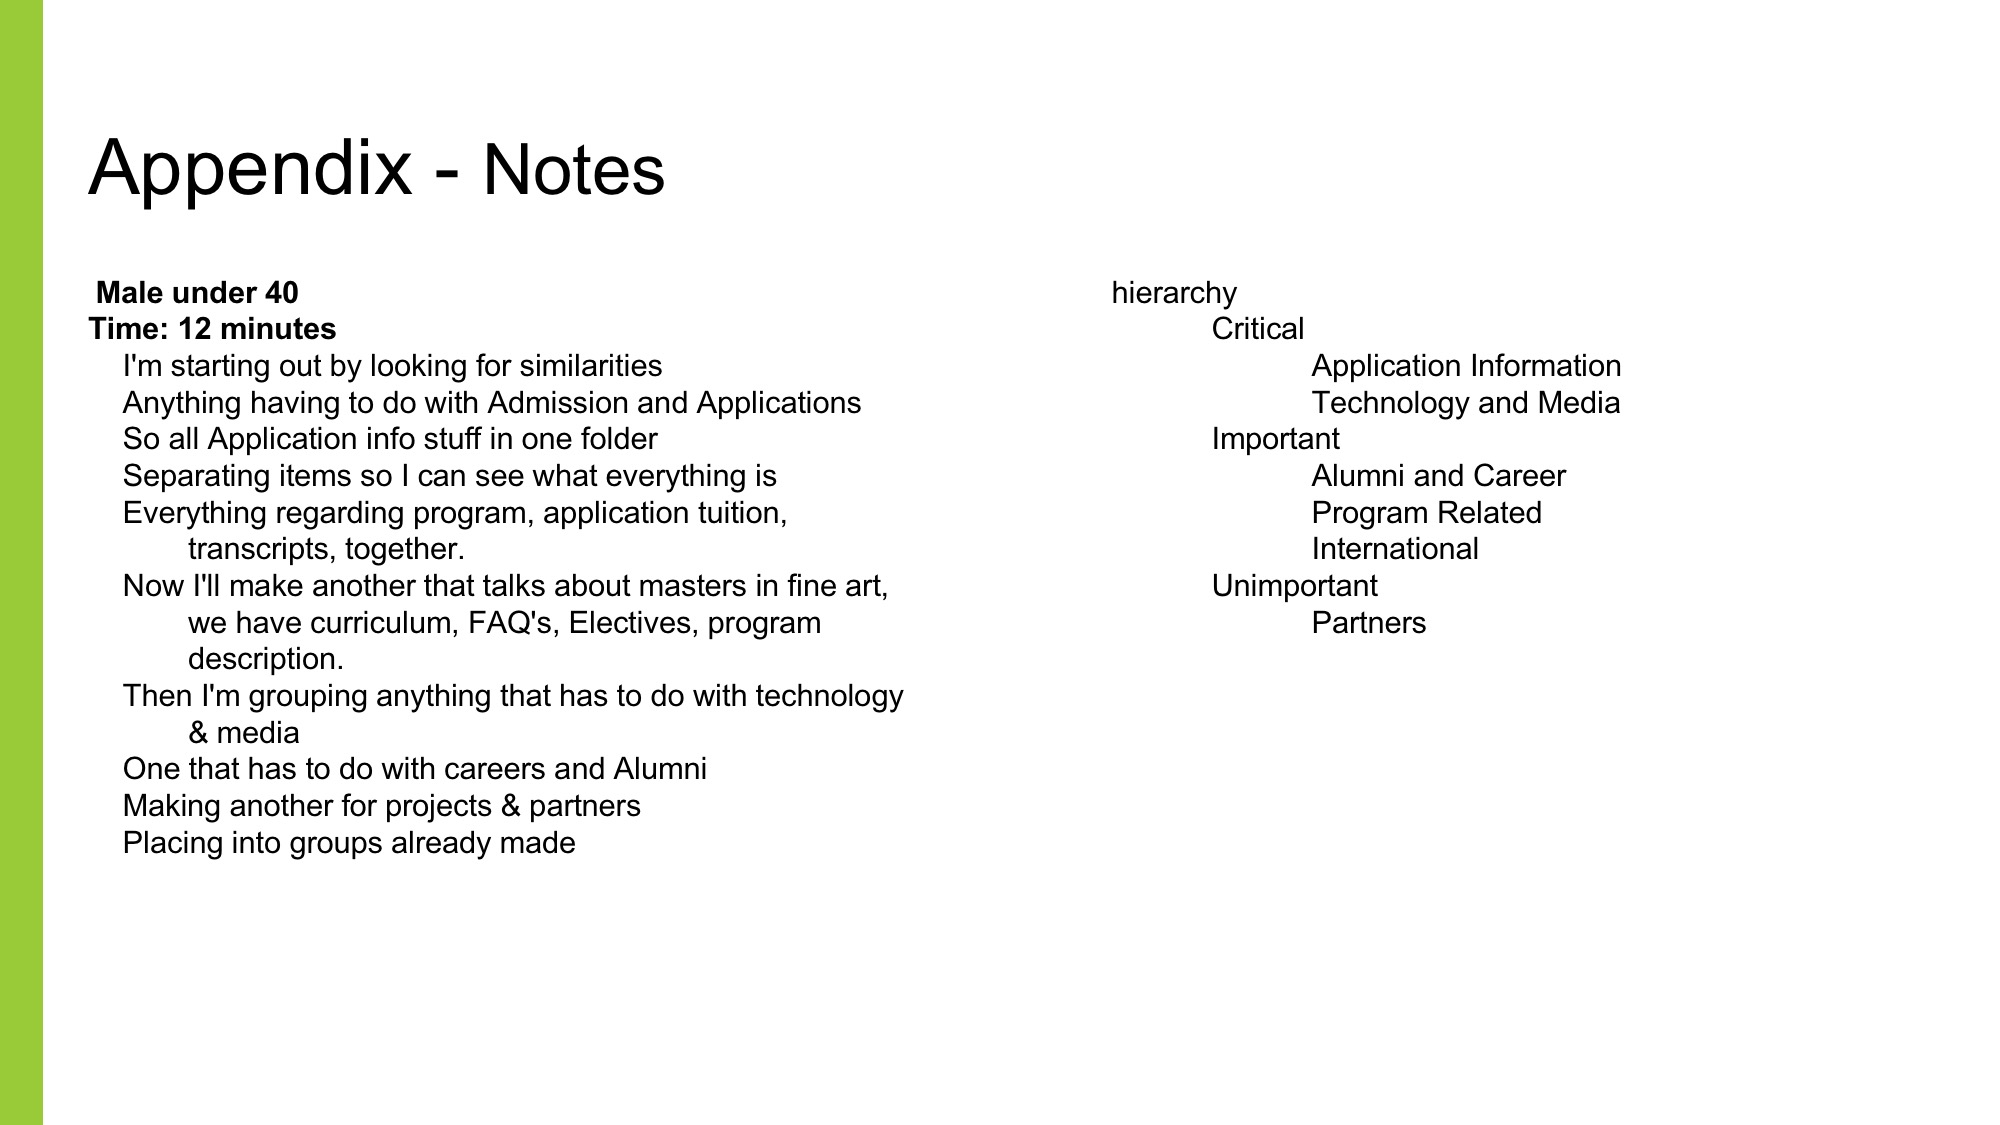 Appendix - Notes
Male under 40
Time: 12 minutes
I'm starting out by looking for similarities
Anything having to do with Admission and Applications
So all Application info stuff in one folder
Separating items so I can see what everything is
Everything regarding program, application tuition,
transcripts, together.
Now I'll make another that talks about masters in fine art,
we have curriculum, FAQ's, Electives, program
description.
Then I'm grouping anything that has to do with technology
& media
One that has to do with careers and Alumni
Making another for projects & partners
Placing into groups already made
hierarchy
Critical
Application Information
Technology and Media
Important
Alumni and Career
Program Related
International
Unimportant
Partners